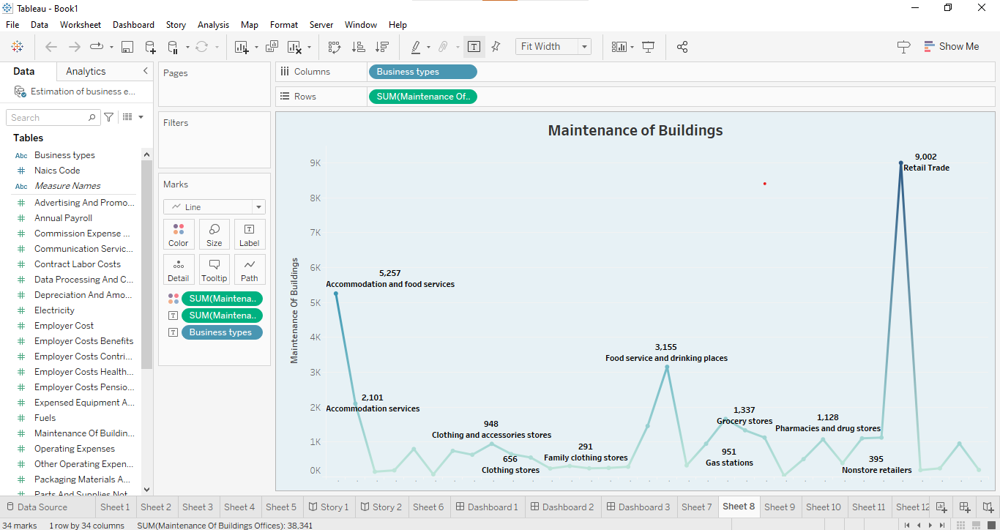 Tableau - Book1
File Data Worksheet Dashboard Story Analysis Map Format Server Window Help
Fit Width
Show Me
Data Analytics
Estimation of business e...
Search
Tables
Abc Business types
# Naics Code
Abc Measure Names
# Advertising And Promo...
# Annual Payroll
# Commission Expense ...
# Communication Servic...
# Contract Labor Costs
# Data Processing And C...
# Depreciation And Amo...
# Electricity
# Employer Cost
# Employer Costs Benefits
# Employer Costs Contri...
# Employer Costs Health...
# Employer Costs Pensio...
# Expensed Equipment A...
# Fuels
# Maintenance Of Buildin...
# Operating Expenses
# Other Operating Expen...
# Packaging Materials A...
# Parts And Supplies Not
Pages
Filters
Marks
Line
Color Size Label
Detail Tooltip Path
SUM(Maintena..
SUM(Maintena..
Business types
Columns Business types
Rows SUM(Maintenance Of..
Maintenance of Buildings
Maintenance Of Buildings
9K
8K
7K
6K
5K
4K
3K
2K
1K
0K
9,002
Retail Trade
5,257
Accommodation and food services
3,155
Food service and drinking places
2,101
Accommodation services
1,337
Grocery stores
1,128
Pharmacies and drug stores
948
Clothing and accessories stores
291
Family clothing stores
951
Gas stations
656
Clothing stores
395
Nonstore retailers
Data Source Sheet 1 Sheet 2 Sheet 3 Sheet 4 Sheet 5 Story 1 Story 2 Sheet 6 Dashboard 1 Dashboard 2 Dashboard 3 Sheet 7 Sheet 8 Sheet 9 Sheet 10 Sheet 11 Sheet 12
34 marks 1 row by 34 columns SUM(Maintenance Of Buildings Offices): 38,341